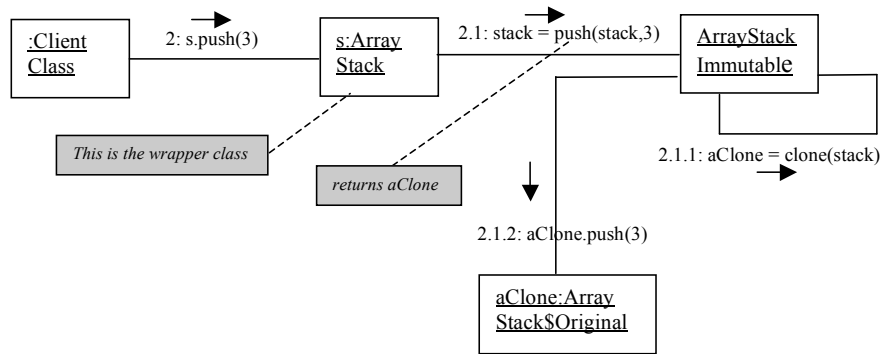 :Client
Class
2: s.push(3)
s:Array
Stack
2.1: stack = push(stack,3)
ArrayStack
Immutable
This is the wrapper class
returns aClone
2.1.1: aClone = clone(stack)
2.1.2: aClone.push(3)
aClone:Array
Stack$Original